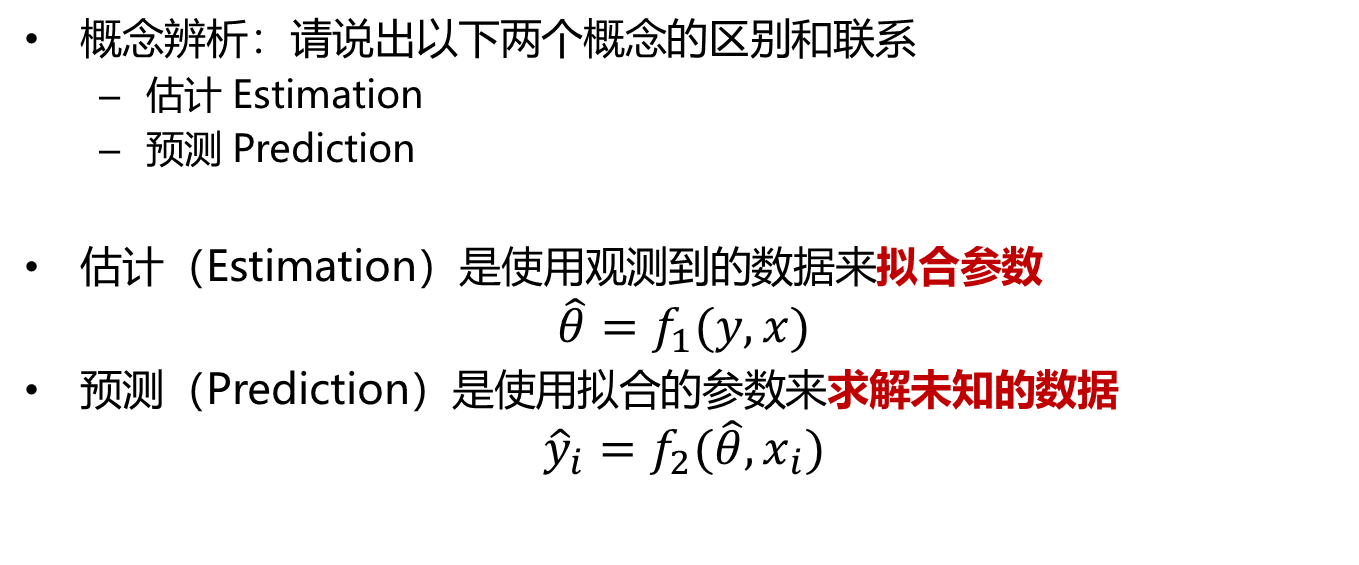 • 概念辨析：请说出以下两个概念的区别和联系
– 估计 Estimation
– 预测 Prediction
• 估计（Estimation）是使用观测到的数据来拟合参数
θ̂ = f₁(y, x)
• 预测（Prediction）是使用拟合的参数来求解未知的数据
ŷᵢ = f₂(θ̂, xᵢ)